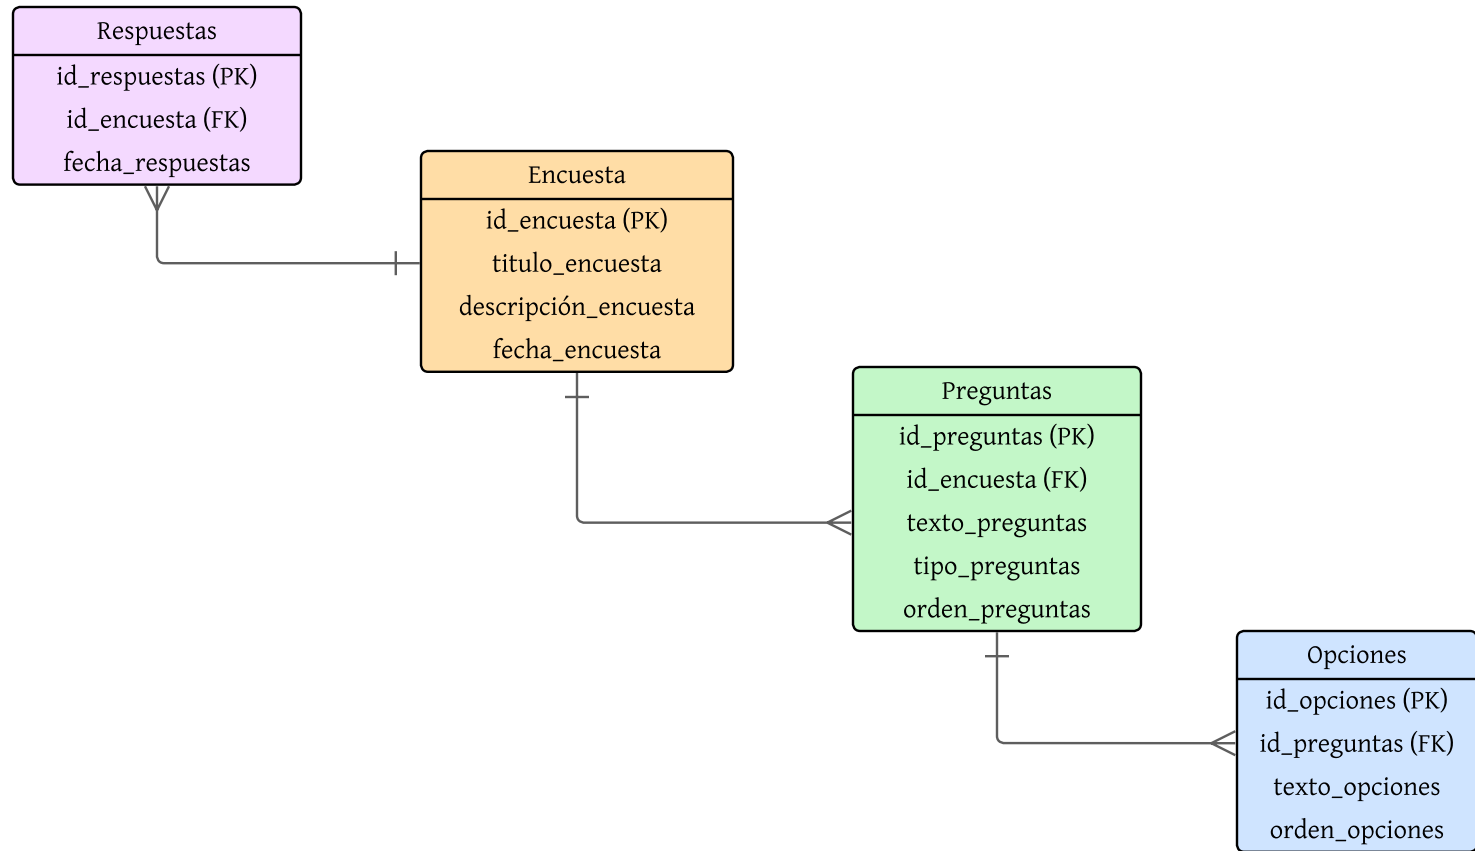 Respuestas
id_respuestas (PK)
id_encuesta (FK)
fecha_respuestas
Encuesta
id_encuesta (PK)
titulo_encuesta
descripción_encuesta
fecha_encuesta
Preguntas
id_preguntas (PK)
id_encuesta (FK)
texto_preguntas
tipo_preguntas
orden_preguntas
Opciones
id_opciones (PK)
id_preguntas (FK)
texto_opciones
orden_opciones